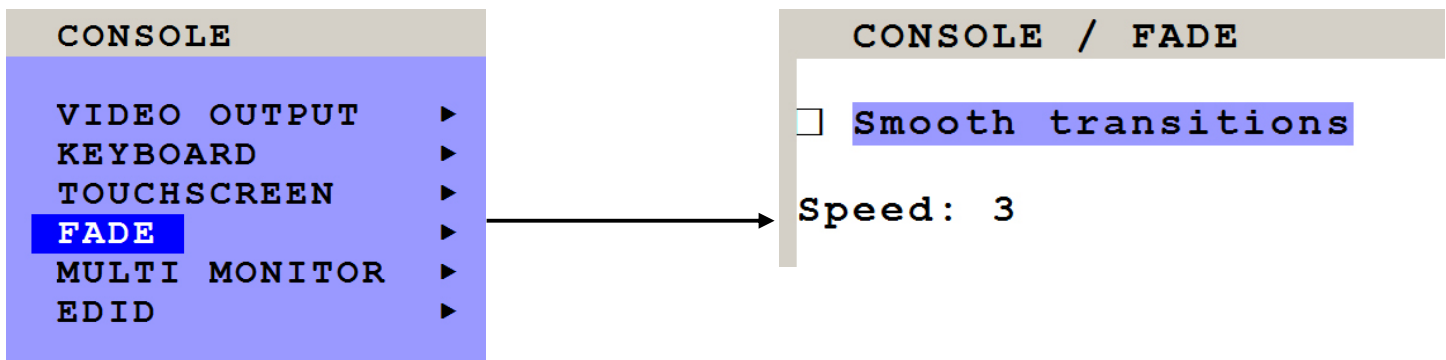 CONSOLE
VIDEO OUTPUT ►
KEYBOARD ►
TOUCHSCREEN ►
FADE ►
MULTI MONITOR ►
EDID ►
CONSOLE / FADE
☐ Smooth transitions
Speed: 3